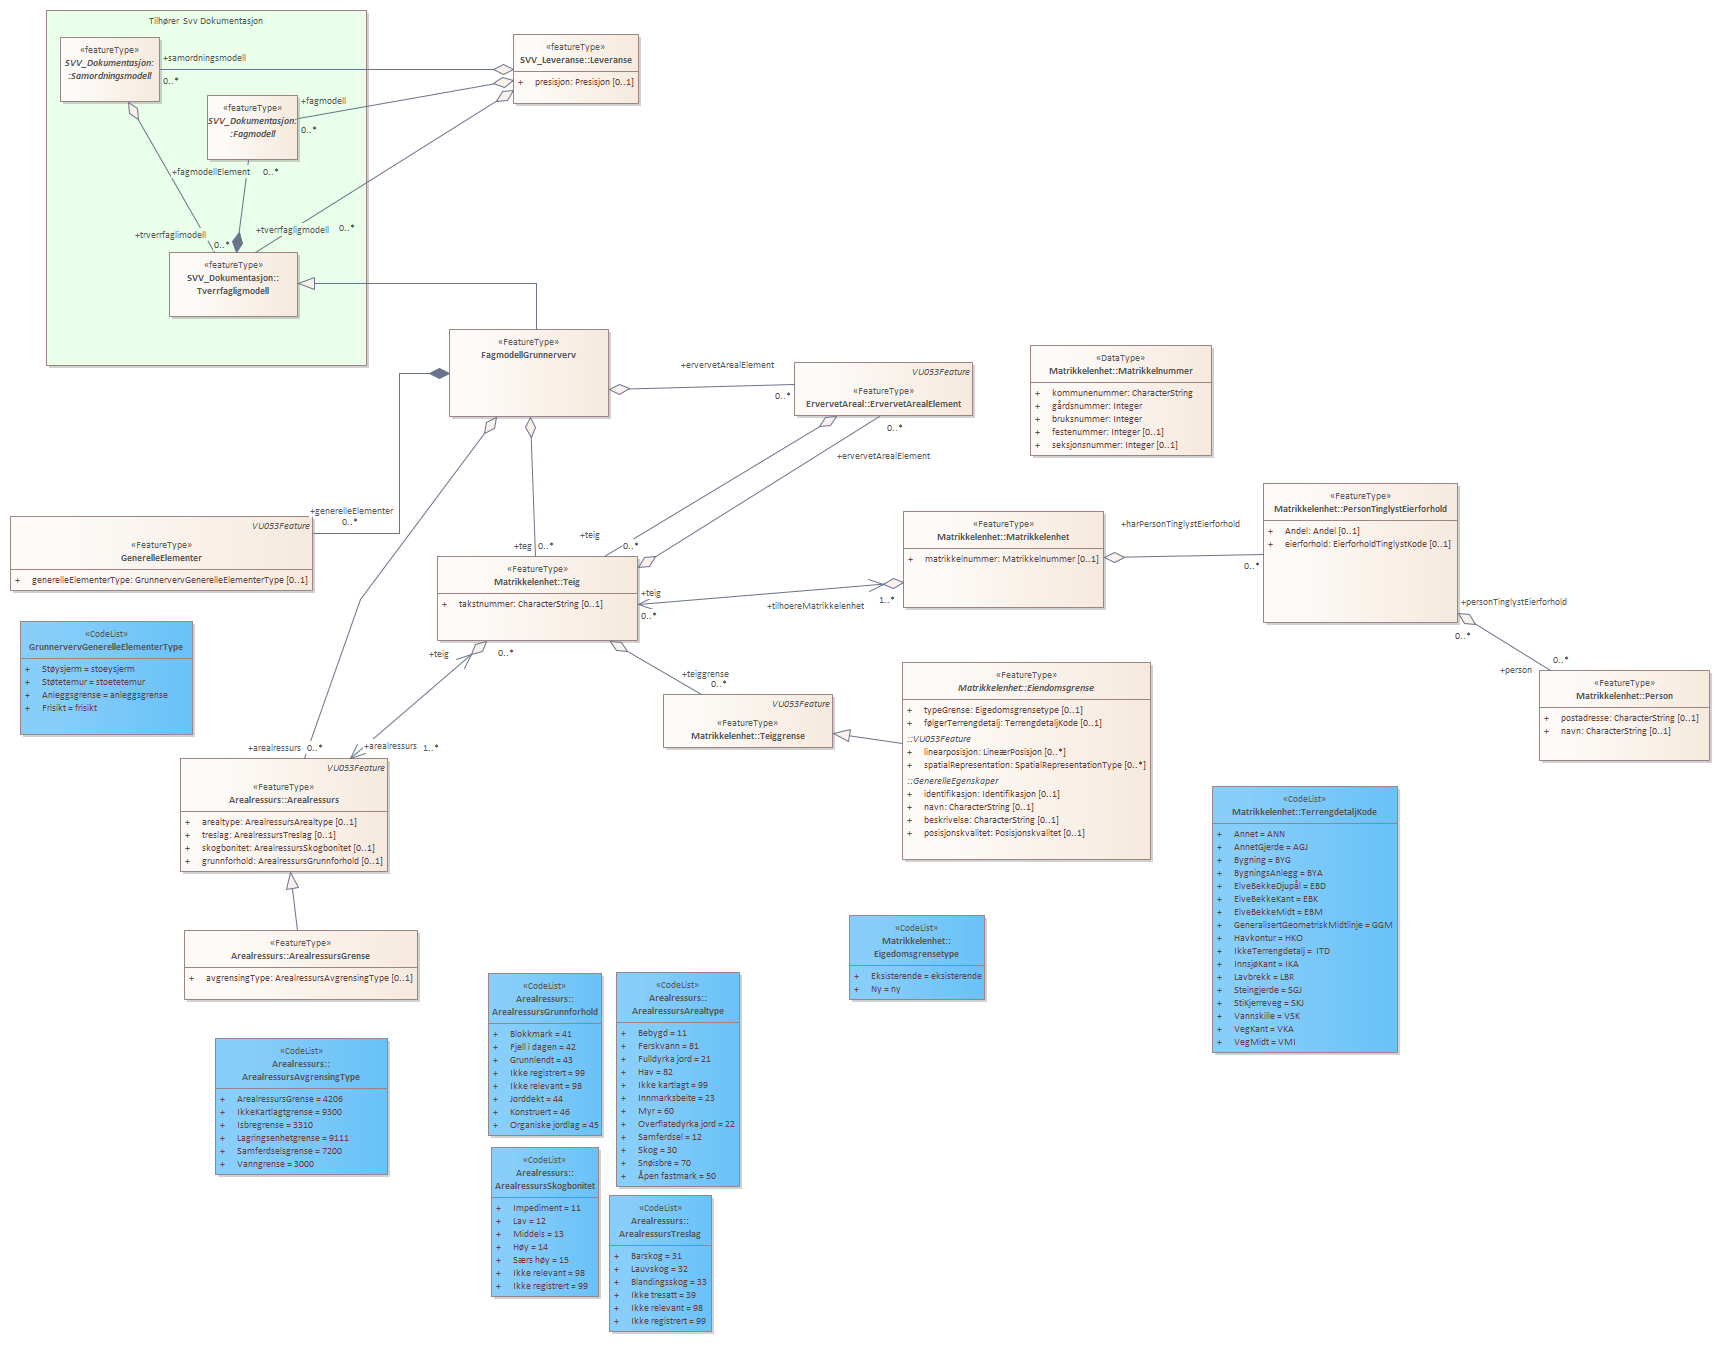 Tilhører Svv Dokumentasjon
«featureType»
SVV_Dokumentasjon:
:Samordningsmodell
+samordningsmodell
0..*
«featureType»
SVV_Leveranse::Leveranse
+ presisjon: Presisjon [0..1]
«featureType»
SVV_Dokumentasjon:
:Fagmodell
+fagmodell
0..*
+fagmodellElement
0..*
+trverrfaglimodell
0..*
+tverrfagligmodell
0..*
«featureType»
SVV_Dokumentasjon::
Tverrfagligmodell
«FeatureType»
FagmodellGrunnerverv
+ervervetArealElement
0..*
VU053Feature
«FeatureType»
ErvervetAreal::ErvervetArealElement
0..*
+ervervetArealElement
«DataType»
Matrikkelenhet::Matrikkelnummer
+ kommunenummer: CharacterString
+ gårdsnummer: Integer
+ bruksnummer: Integer
+ festenummer: Integer [0..1]
+ seksjonsnummer: Integer [0..1]
+generelleElementer
0..*
VU053Feature
«FeatureType»
GenerelleElementer
+ generelleElementerType: GrunnervervGenerelleElementerType [0..1]
+teg 0..*
+teig
0..*
«FeatureType»
Matrikkelenhet::Teig
+ takstnummer: CharacterString [0..1]
+teig
0..*
+tilhoereMatrikkelenhet
1..*
«FeatureType»
Matrikkelenhet::Matrikkelenhet
+ matrikkelnummer: Matrikkelnummer [0..1]
+harPersonTinglystEierforhold
0..*
«FeatureType»
Matrikkelenhet::PersonTinglystEierforhold
+ Andel: Andel [0..1]
+ eierforhold: EierforholdTinglystKode [0..1]
+personTinglystEierforhold
0..*
0..*
+person
«FeatureType»
Matrikkelenhet::Person
+ postadresse: CharacterString [0..1]
+ navn: CharacterString [0..1]
«CodeList»
GrunnervervGenerelleElementerType
+ Støysjerm = stoeysjerm
+ Støtetemur = stoetetemur
+ Anleggsgrense = anleggsgrense
+ Frisikt = frisikt
+teig
0..*
+teiggrense
0..*
VU053Feature
«FeatureType»
Matrikkelenhet::Teiggrense
«FeatureType»
Matrikkelenhet::Eiendomsgrense
+ typeGrense: Eigedomsgrensetype [0..1]
+ følgerTerrengdetalj: TerrengdetaljKode [0..1]
::VU053Feature
+ linearposisjon: LineærPosisjon [0..*]
+ spatialRepresentation: SpatialRepresentationType [0..*]
::GenerelleEgenskaper
+ identifikasjon: Identifikasjon [0..1]
+ navn: CharacterString [0..1]
+ beskrivelse: CharacterString [0..1]
+ posisjonskvalitet: Posisjonskvalitet [0..1]
+arealressurs 0..*
+arealressurs 1..*
VU053Feature
«FeatureType»
Arealressurs::Arealressurs
+ arealtype: ArealressursArealtype [0..1]
+ treslag: ArealressursTreslag [0..1]
+ skogbonitet: ArealressursSkogbonitet [0..1]
+ grunnforhold: ArealressursGrunnforhold [0..1]
«FeatureType»
Arealressurs::ArealressursGrense
+ avgrensingType: ArealressursAvgrensingType [0..1]
«CodeList»
Matrikkelenhet::TerrengdetaljKode
+ Annet = ANN
+ AnnetGjerde = AGJ
+ Bygning = BYG
+ BygningsAnlegg = BYA
+ ElveBekkeDjupål = EBD
+ ElveBekkeKant = EBK
+ ElveBekkeMidt = EBM
+ GeneralisertGeometriskMidtlinje = GGM
+ Havkontur = HKO
+ IkkeTerrengdetalj = ITD
+ InnsjøKant = IKA
+ Lavbrekk = LBR
+ Steingjerde = SGJ
+ StiKjerreveg = SKJ
+ Vannskille = VSK
+ VegKant = VKA
+ VegMidt = VMI
«CodeList»
Matrikkelenhet::
Eigedomsgrensetype
+ Eksisterende = eksisterende
+ Ny = ny
«CodeList»
Arealressurs::
ArealressursAvgrensingType
+ ArealressursGrense = 4206
+ IkkeKartlagtgrense = 9300
+ Isbregrense = 3310
+ Lagringsenhetgrense = 9111
+ Samferdselsgrense = 7200
+ Vanngrense = 3000
«CodeList»
Arealressurs::
ArealressursGrunnforhold
+ Blokkmark = 41
+ Fjell i dagen = 42
+ Grunnlendt = 43
+ Ikke registrert = 99
+ Ikke relevant = 98
+ Jorddekt = 44
+ Konstruert = 46
+ Organiske jordlag = 45
«CodeList»
Arealressurs::
ArealressursArealtype
+ Bebygd = 11
+ Ferskvann = 81
+ Fulldyrka jord = 21
+ Hav = 82
+ Ikke kartlagt = 99
+ Innmarksbeite = 23
+ Myr = 60
+ Overflatedyrka jord = 22
+ Samferdsel = 12
+ Skog = 30
+ Snøisbre = 70
+ Åpen fastmark = 50
«CodeList»
Arealressurs::
ArealressursSkogbonitet
+ Impediment = 11
+ Lav = 12
+ Middels = 13
+ Høy = 14
+ Særs høy = 15
+ Ikke relevant = 98
+ Ikke registrert = 99
«CodeList»
Arealressurs::
ArealressursTreslag
+ Barskog = 31
+ Lauvskog = 32
+ Blandingsskog = 33
+ Ikke tresatt = 39
+ Ikke relevant = 98
+ Ikke registrert = 99